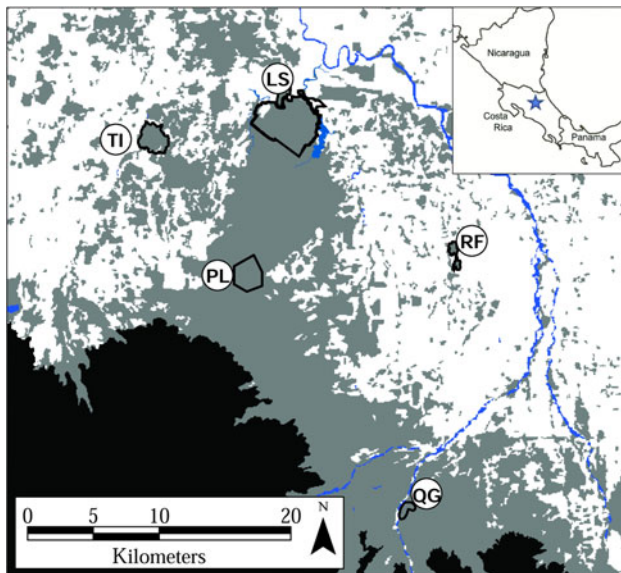 LS
TI
PL
RF
QG
Nicaragua
Costa
Rica
Panama
0 5 10 20
Kilometers
N